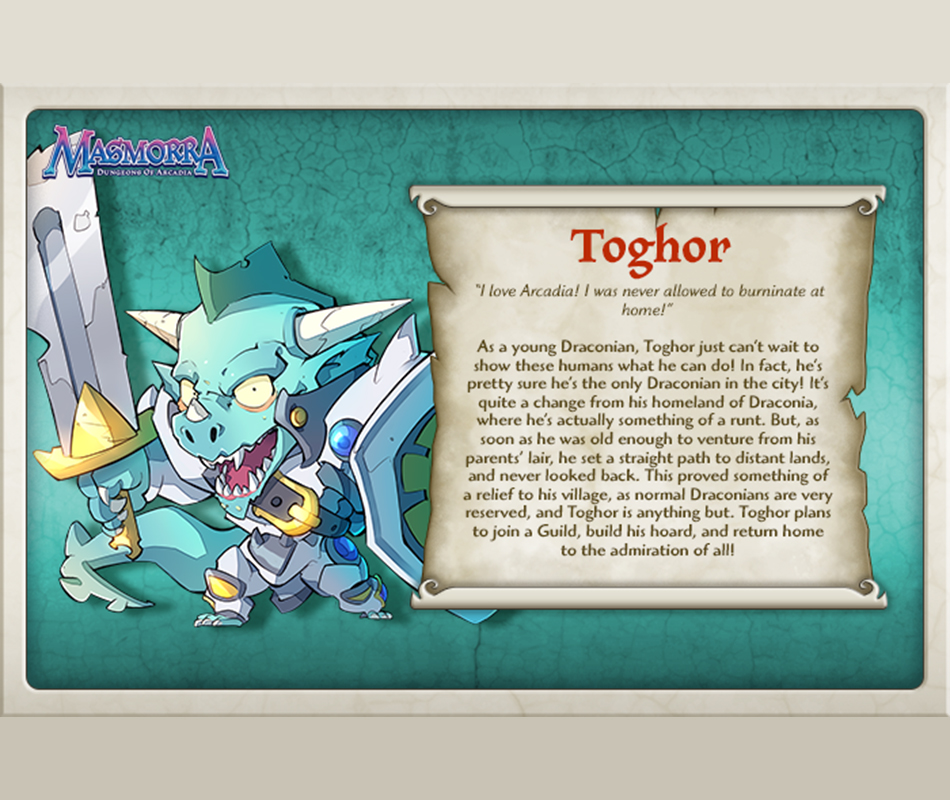 MASMORRA
DUNGEONS OF ARCADIA
Toghor
"I love Arcadia! I was never allowed to burninate at
home!"
As a young Draconian, Toghor just can't wait to
show these humans what he can do! In fact, he's
pretty sure he's the only Draconian in the city! It's
quite a change from his homeland of Draconia,
where he's actually something of a runt. But, as
soon as he was old enough to venture from his
parents' lair, he set a straight path to distant lands,
and never looked back. This proved something of
a relief to his village, as normal Draconians are very
reserved, and Toghor is anything but. Toghor plans
to join a Guild, build his hoard, and return home
to the admiration of all!